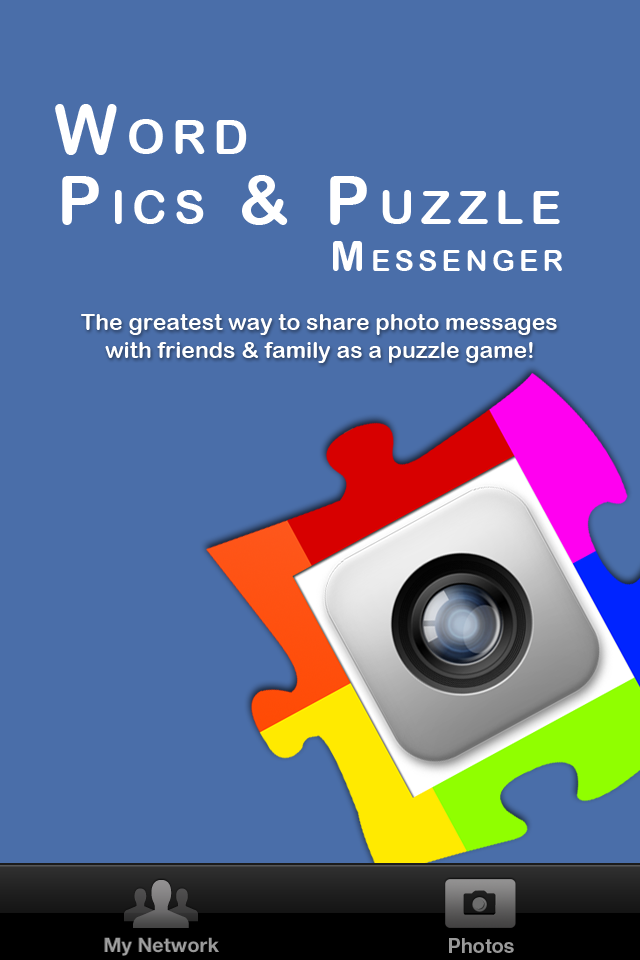 WORD
PICS & PUZZLE
MESSENGER
The greatest way to share photo messages
with friends & family as a puzzle game!
My Network
Photos